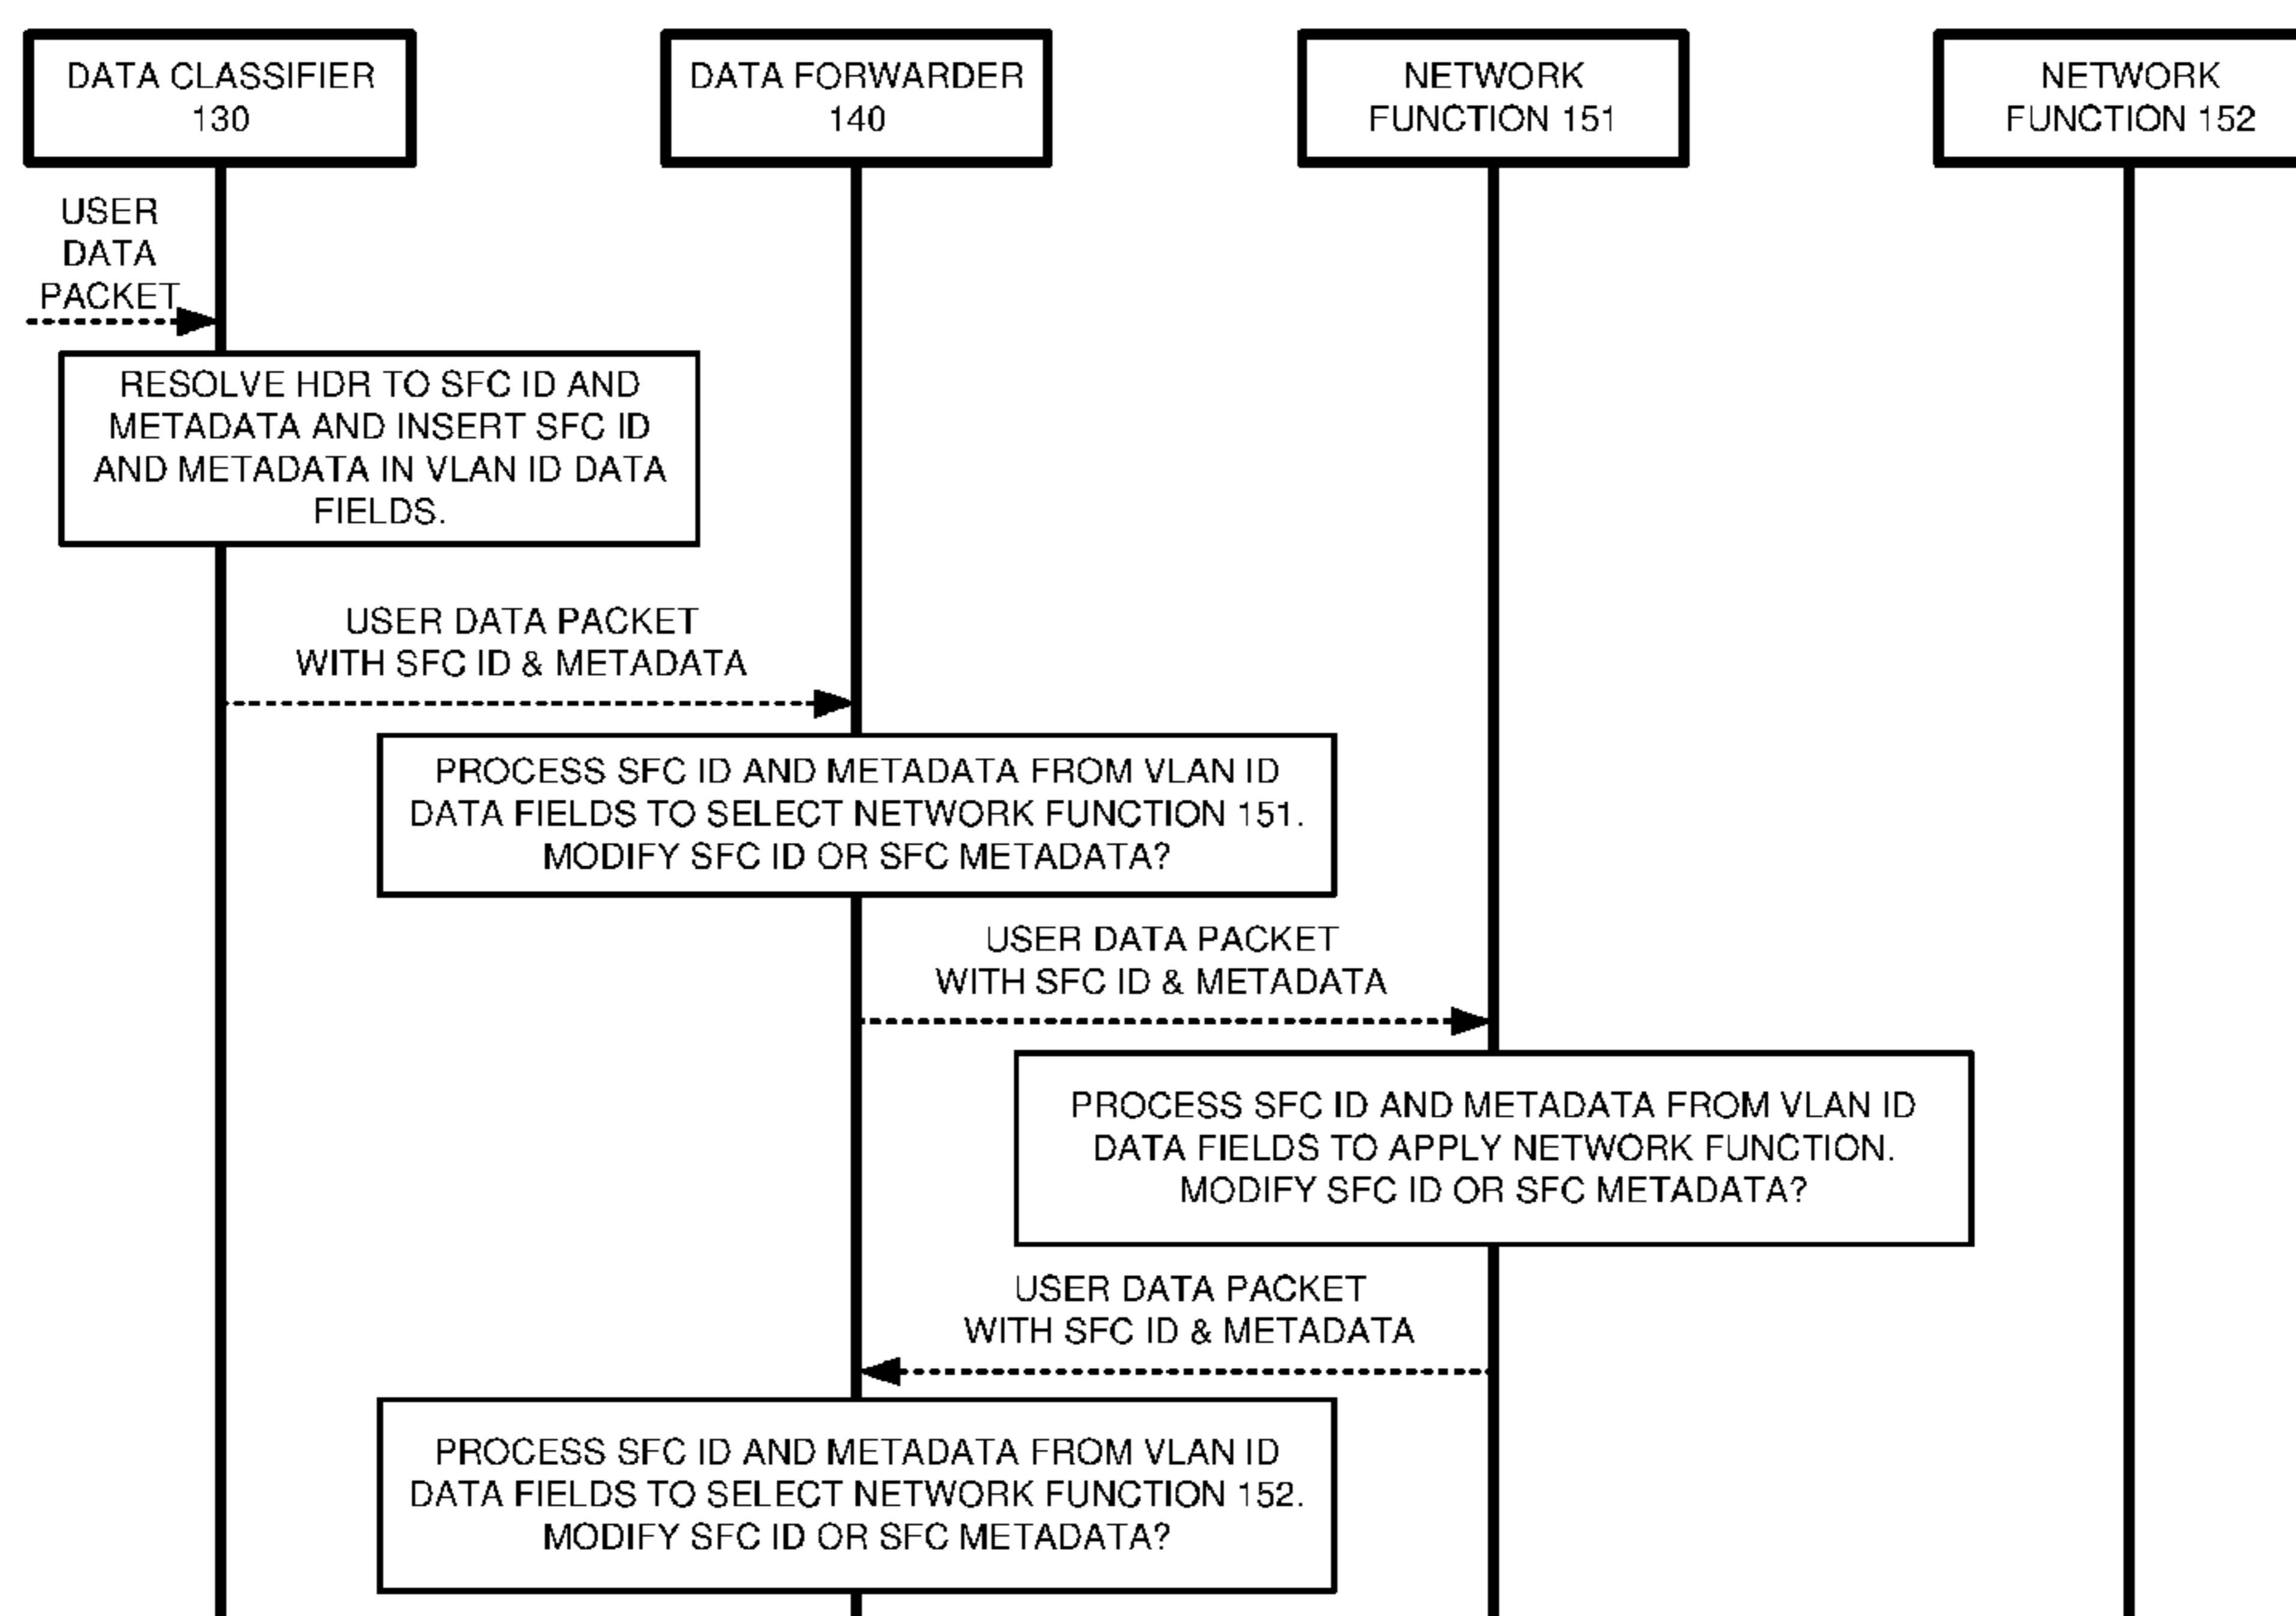 DATA CLASSIFIER
130
DATA FORWARDER
140
NETWORK
FUNCTION 151
NETWORK
FUNCTION 152
USER
DATA
PACKET
RESOLVE HDR TO SFC ID AND
METADATA AND INSERT SFC ID
AND METADATA IN VLAN ID DATA
FIELDS.
USER DATA PACKET
WITH SFC ID & METADATA
PROCESS SFC ID AND METADATA FROM VLAN ID
DATA FIELDS TO SELECT NETWORK FUNCTION 151.
MODIFY SFC ID OR SFC METADATA?
USER DATA PACKET
WITH SFC ID & METADATA
PROCESS SFC ID AND METADATA FROM VLAN ID
DATA FIELDS TO APPLY NETWORK FUNCTION.
MODIFY SFC ID OR SFC METADATA?
USER DATA PACKET
WITH SFC ID & METADATA
PROCESS SFC ID AND METADATA FROM VLAN ID
DATA FIELDS TO SELECT NETWORK FUNCTION 152.
MODIFY SFC ID OR SFC METADATA?